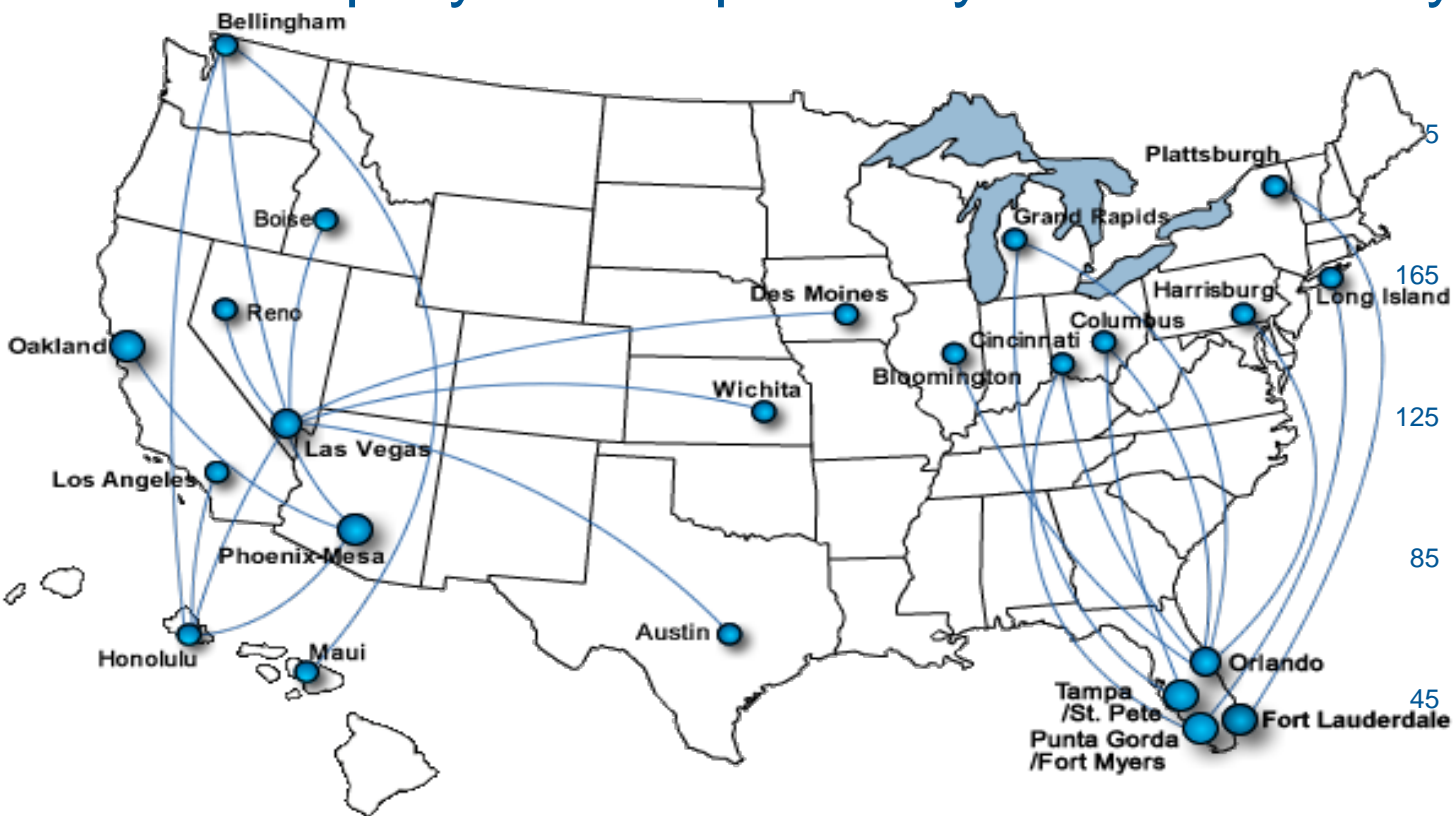 Bellingham
5
Plattsburgh
Boise
Grand Rapids
165
Des Moines
Harrisburg
Long Island
Reno
Columbus
Oakland
Cincinnati
Bloomington
Wichita
125
Las Vegas
Los Angeles
Phoenix-Mesa
85
Austin
Honolulu
Maui
Orlando
Tampa
/St. Pete
45
Fort Lauderdale
Punta Gorda
/Fort Myers